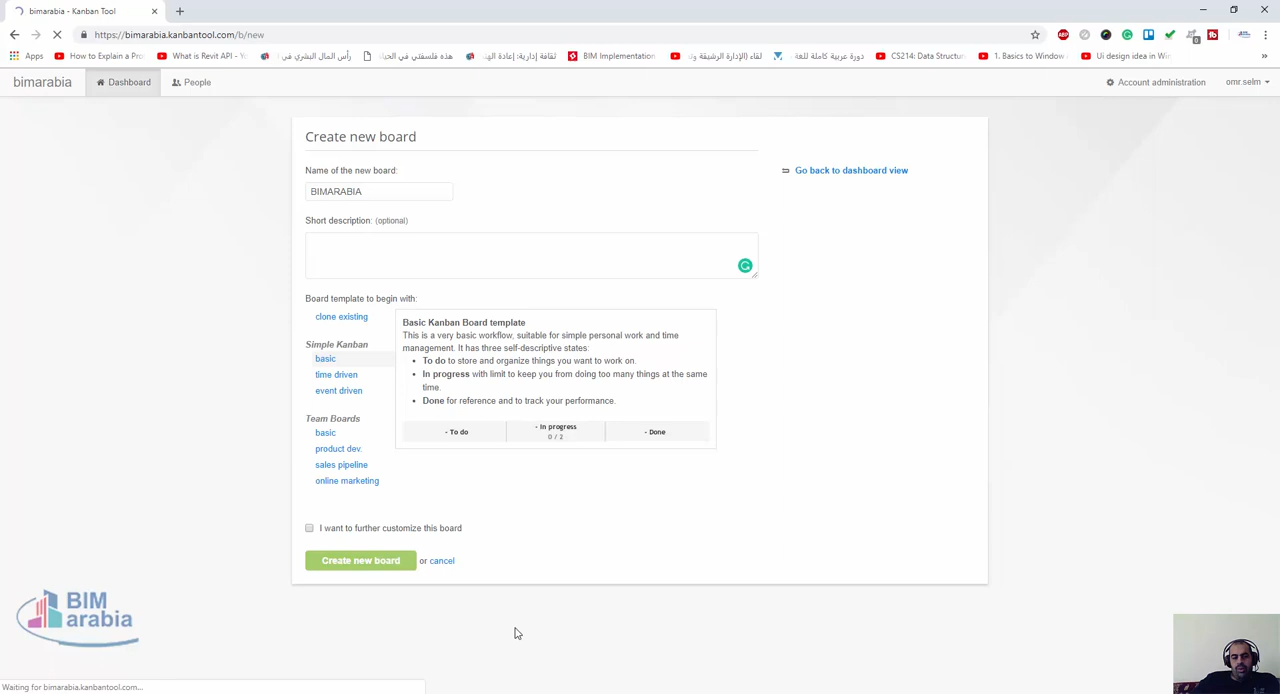 bimarabia - Kanban Tool
https://bimarabia.kanbantool.com/b/new
Apps
How to Explain a Pro
What is Revit API - Yo
رأس المال البشري في ا
هذه فلسفتي في الحيا
ثقافة إدارية: إعادة اله
BIM Implementation
لقاء (الإدارة الرشيقة ود
دورة عربية كاملة للغة
CS214: Data Structur
1. Basics to Window
Ui design idea in Wi
bimarabia
Dashboard
People
Account administration
omr.selm
Create new board
Name of the new board:
BIMARABIA
Go back to dashboard view
Short description: (optional)
Board template to begin with:
clone existing
Simple Kanban
basic
time driven
event driven
Team Boards
basic
product dev.
sales pipeline
online marketing
Basic Kanban Board template
This is a very basic workflow, suitable for simple personal work and time
management. It has three self-descriptive states:
• To do to store and organize things you want to work on.
• In progress with limit to keep you from doing too many things at the same
time.
• Done for reference and to track your performance.
- To do
- In progress
0 / 2
- Done
I want to further customize this board
Create new board
or cancel
BIM
arabia
Waiting for bimarabia.kanbantool.com...